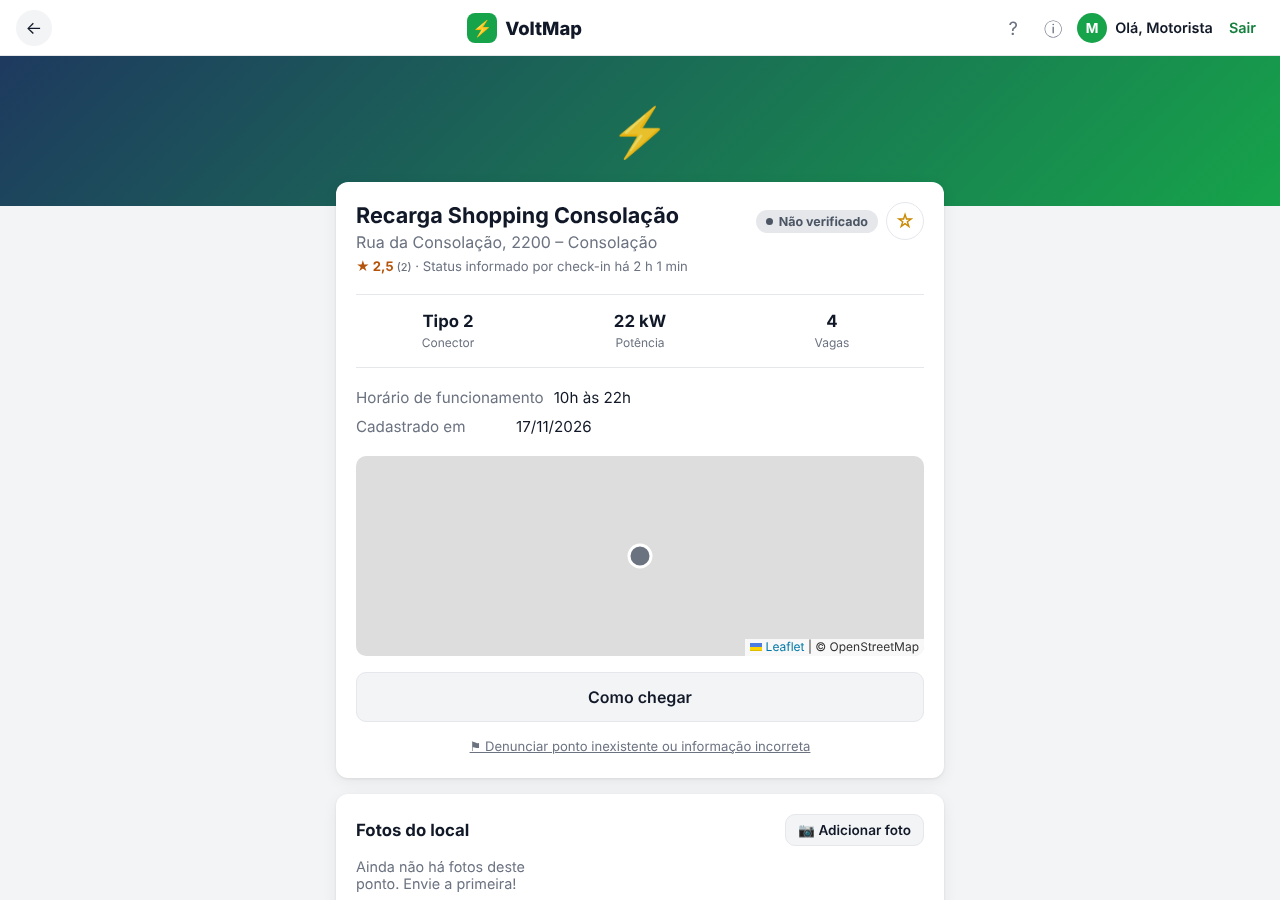 ← ⚡ VoltMap ? ⓘ M Olá, Motorista Sair
Recarga Shopping Consolação
Não verificado ☆
Rua da Consolação, 2200 – Consolação
★ 2,5 (2) · Status informado por check-in há 2 h 1 min
Tipo 2 22 kW 4
Conector Potência Vagas
Horário de funcionamento 10h às 22h
Cadastrado em 17/11/2026
Leaflet | © OpenStreetMap
Como chegar
⚑ Denunciar ponto inexistente ou informação incorreta
Fotos do local 📷 Adicionar foto
Ainda não há fotos deste
ponto. Envie a primeira!